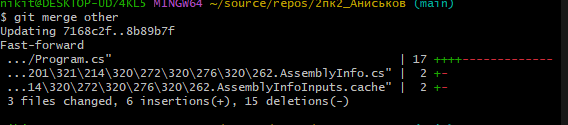 nikit@DESKTOP-UD74KL5 MINGW64 ~/source/repos/2пк2_Аниськов (main)
$ git merge other
Updating 7168c2f..8b89b7f
Fast-forward
.../Program.cs" | 17 ++++-------------
...201\321\214\320\272\320\276\320\262.AssemblyInfo.cs" | 2 +-
...14\320\272\320\276\320\262.AssemblyInfoInputs.cache" | 2 +-
3 files changed, 6 insertions(+), 15 deletions(-)